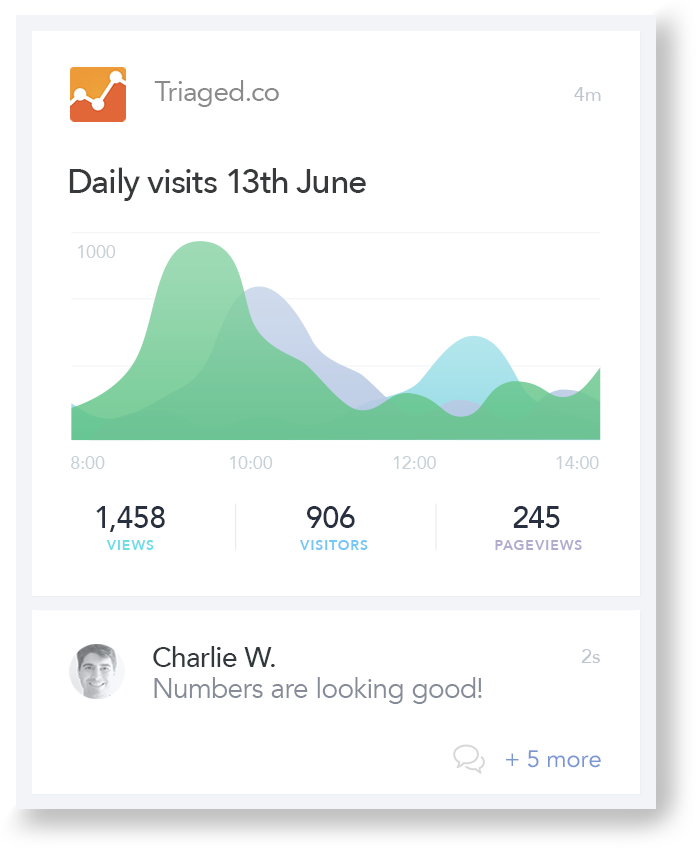 Triaged.co
4m
Daily visits 13th June
1000
8:00 10:00 12:00 14:00
1,458 906 245
VIEWS VISITORS PAGEVIEWS
Charlie W.
2s
Numbers are looking good!
+ 5 more